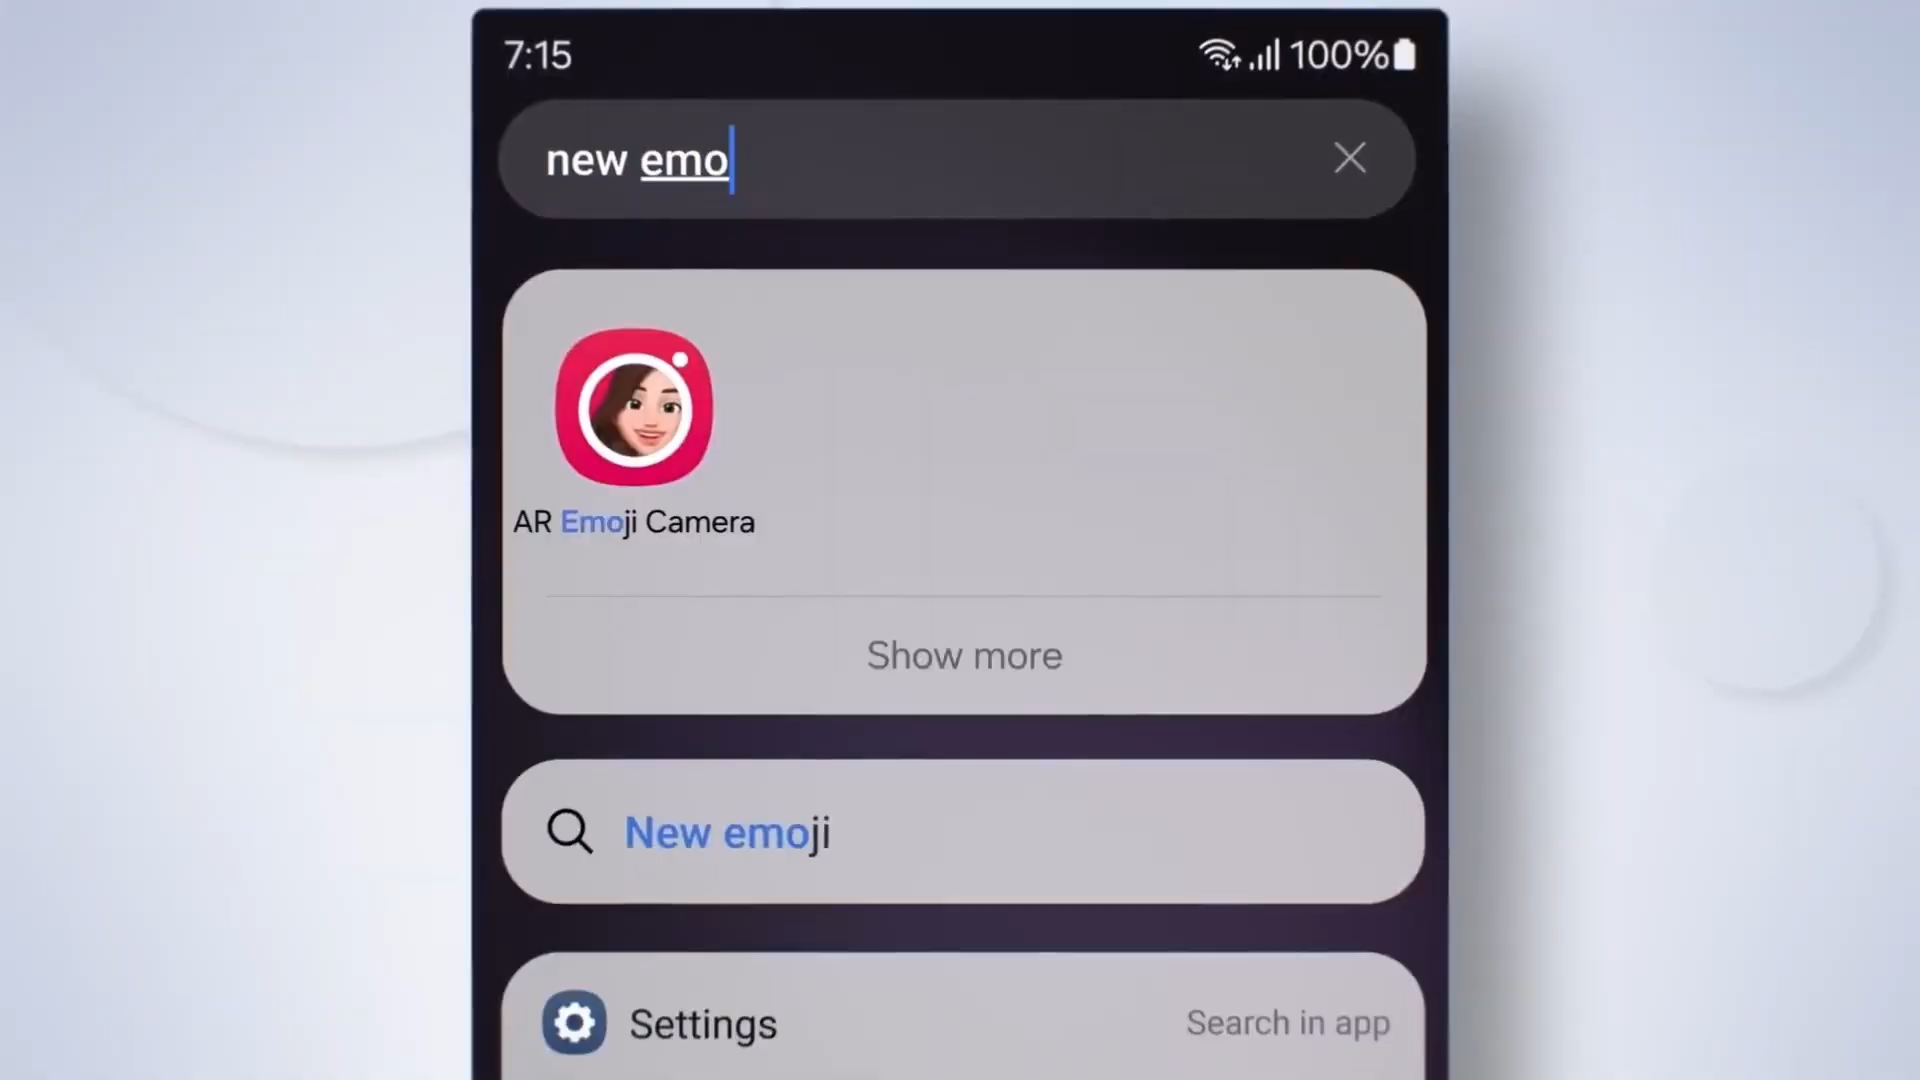 7:15 100%
new emo
AR Emoji Camera
Show more
New emoji
Settings Search in app